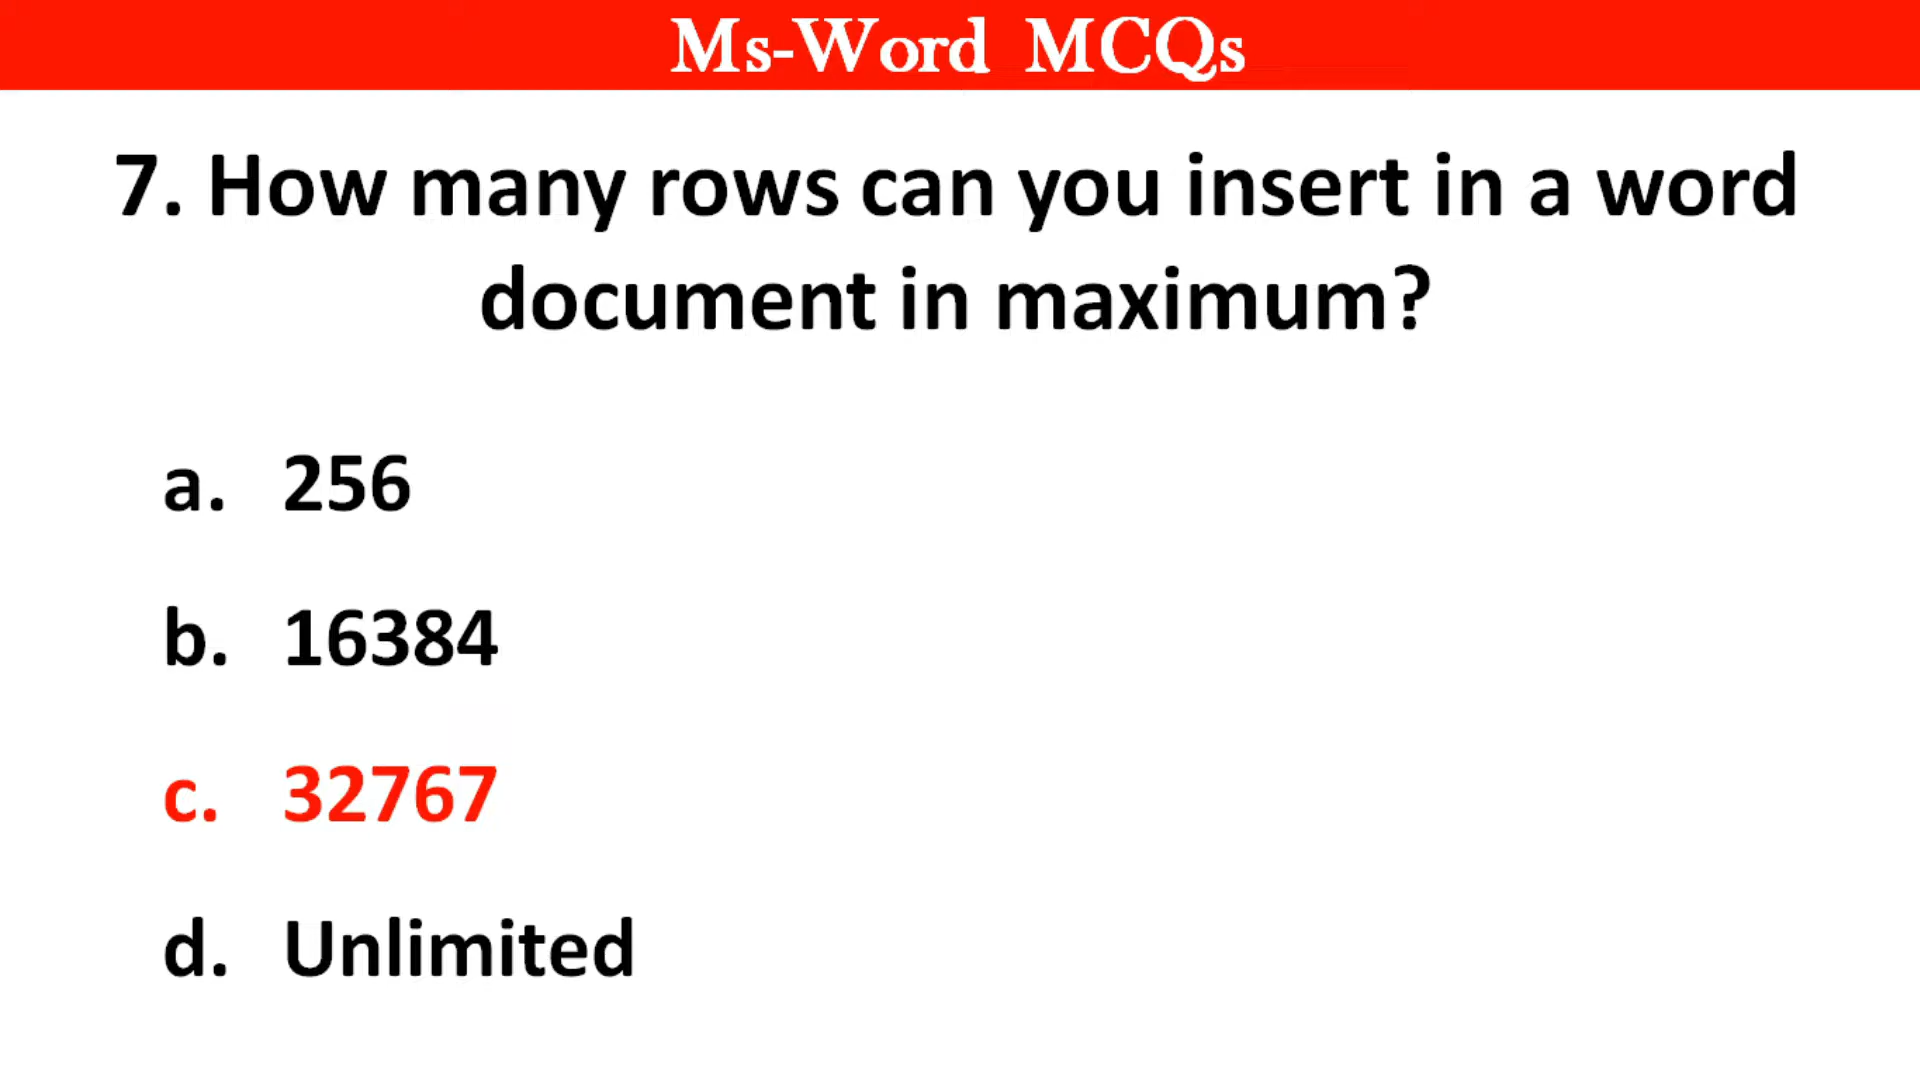 Ms-Word MCQs
7. How many rows can you insert in a word
document in maximum?
a. 256
b. 16384
c. 32767
d. Unlimited